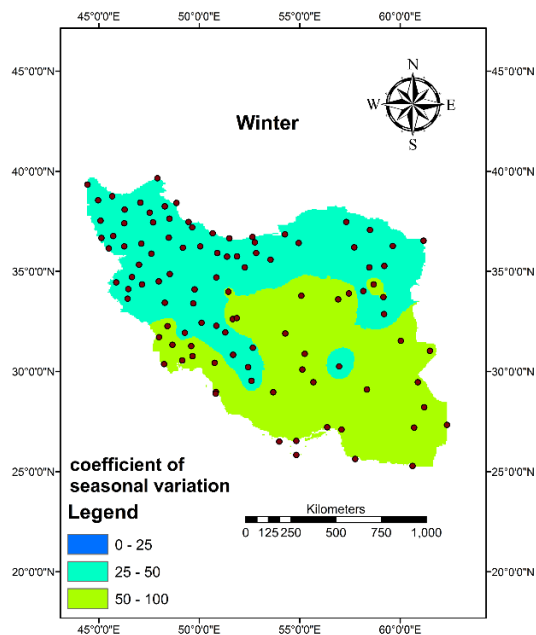 45°0'0"E 50°0'0"E 55°0'0"E 60°0'0"E
45°0'0"N 45°0'0"N
N
W E
S
Winter
40°0'0"N 40°0'0"N
35°0'0"N 35°0'0"N
30°0'0"N 30°0'0"N
25°0'0"N 25°0'0"N
coefficient of
seasonal variation
Legend
0 - 25
25 - 50
50 - 100
Kilometers
0 125 250 500 750 1,000
20°0'0"N 20°0'0"N
45°0'0"E 50°0'0"E 55°0'0"E 60°0'0"E